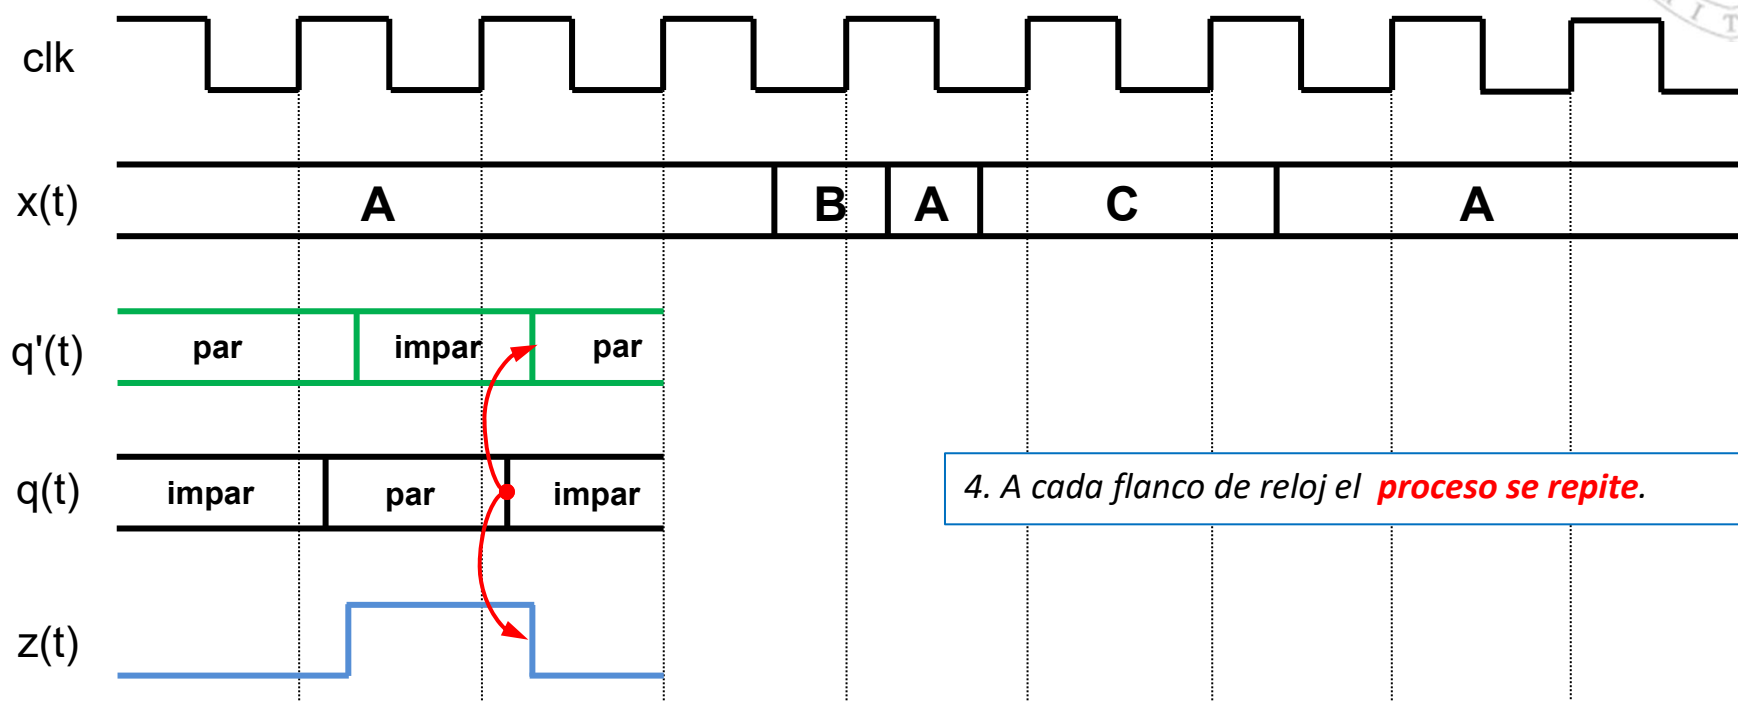 clk
x(t) A B A C A
q'(t) par impar par
q(t) impar par impar
4. A cada flanco de reloj el proceso se repite.
z(t)